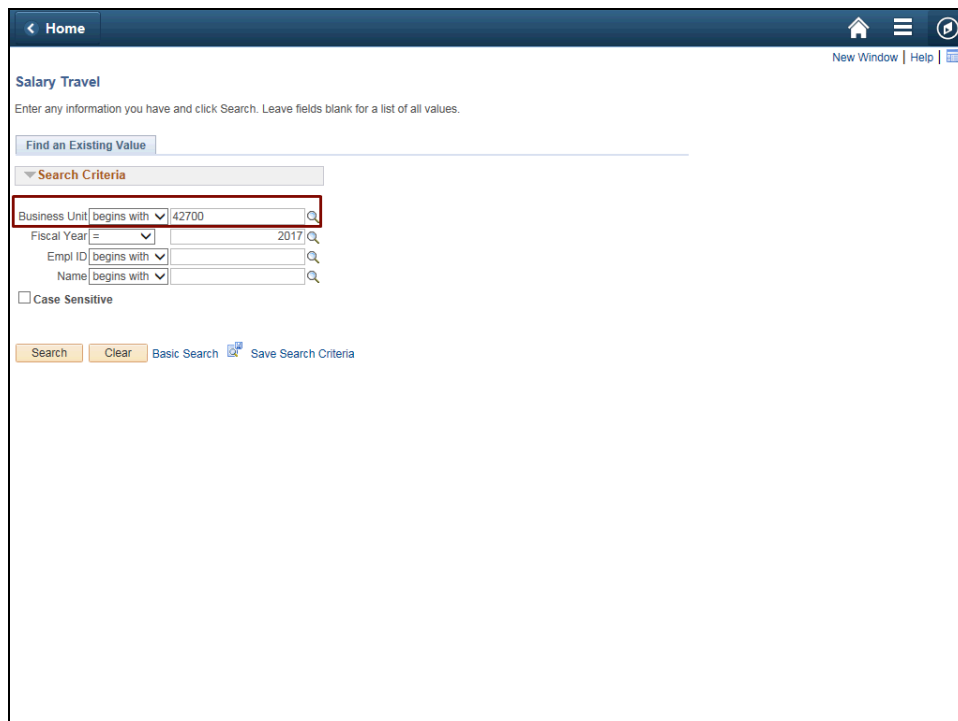 Home
New Window | Help |
Salary Travel
Enter any information you have and click Search. Leave fields blank for a list of all values.
Find an Existing Value
Search Criteria
Business Unit begins with 42700
Fiscal Year = 2017
Empl ID begins with
Name begins with
Case Sensitive
Search Clear Basic Search Save Search Criteria